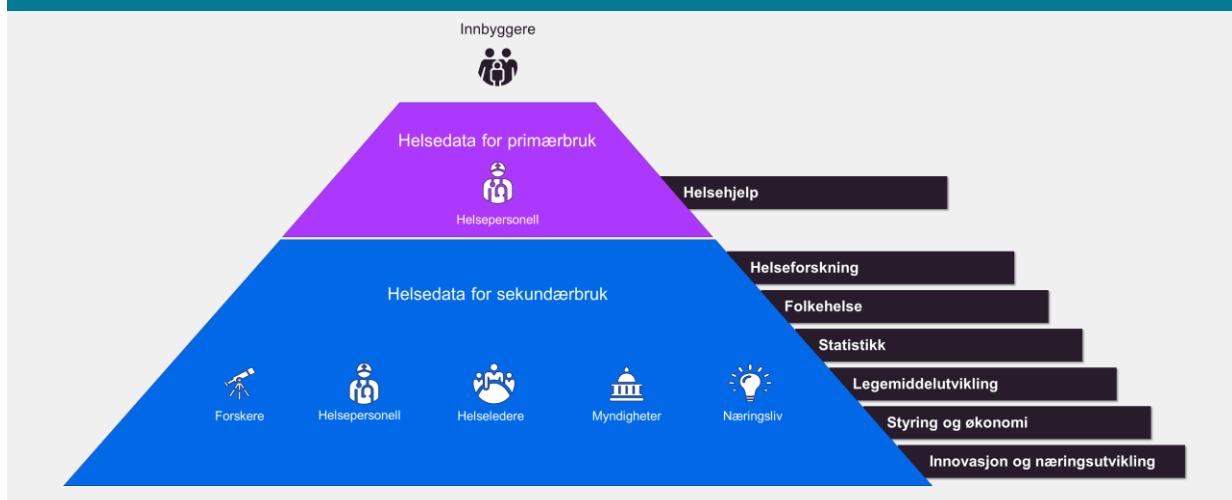 Innbyggere
Helsedata for primærbruk
Helsepersonell
Helsehjelp
Helsedata for sekundærbruk
Forskere
Helsepersonell
Helseledere
Myndigheter
Næringsliv
Helseforskning
Folkehelse
Statistikk
Legemiddelutvikling
Styring og økonomi
Innovasjon og næringsutvikling